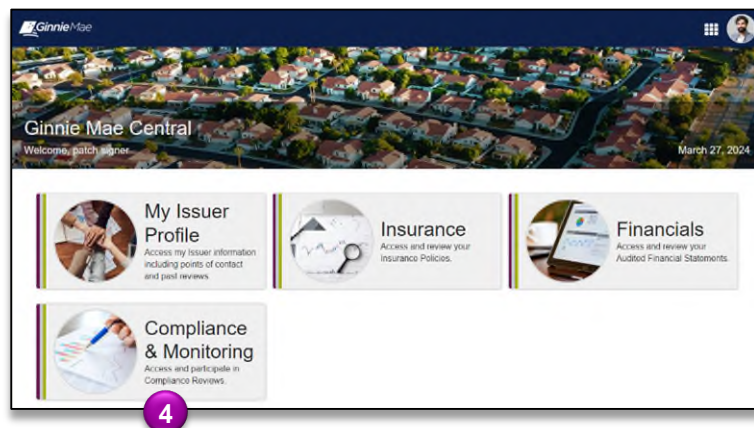 GinnieMae
Ginnie Mae Central
Welcome, patch signer
March 27, 2024
My Issuer
Profile
Access my Issuer information
including points of contact
and past reviews
Insurance
Access and review your
Insurance Policies.
Financials
Access and review your
Audited Financial Statements.
Compliance
& Monitoring
Access and participate in
Compliance Reviews.
4